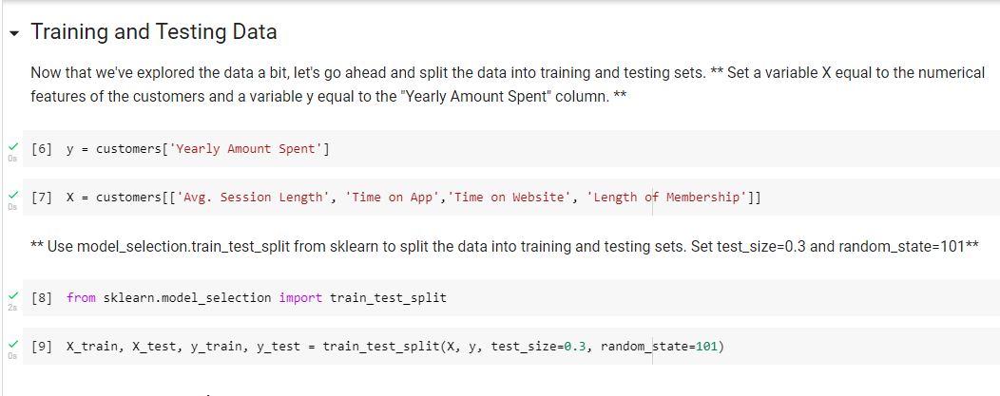 Training and Testing Data
Now that we've explored the data a bit, let's go ahead and split the data into training and testing sets. ** Set a variable X equal to the numerical
features of the customers and a variable y equal to the "Yearly Amount Spent" column. **
0s
[6] y = customers['Yearly Amount Spent']
0s
[7] X = customers[['Avg. Session Length', 'Time on App','Time on Website', 'Length of Membership']]
** Use model_selection.train_test_split from sklearn to split the data into training and testing sets. Set test_size=0.3 and random_state=101**
2s
[8] from sklearn.model_selection import train_test_split
0s
[9] X_train, X_test, y_train, y_test = train_test_split(X, y, test_size=0.3, random_state=101)